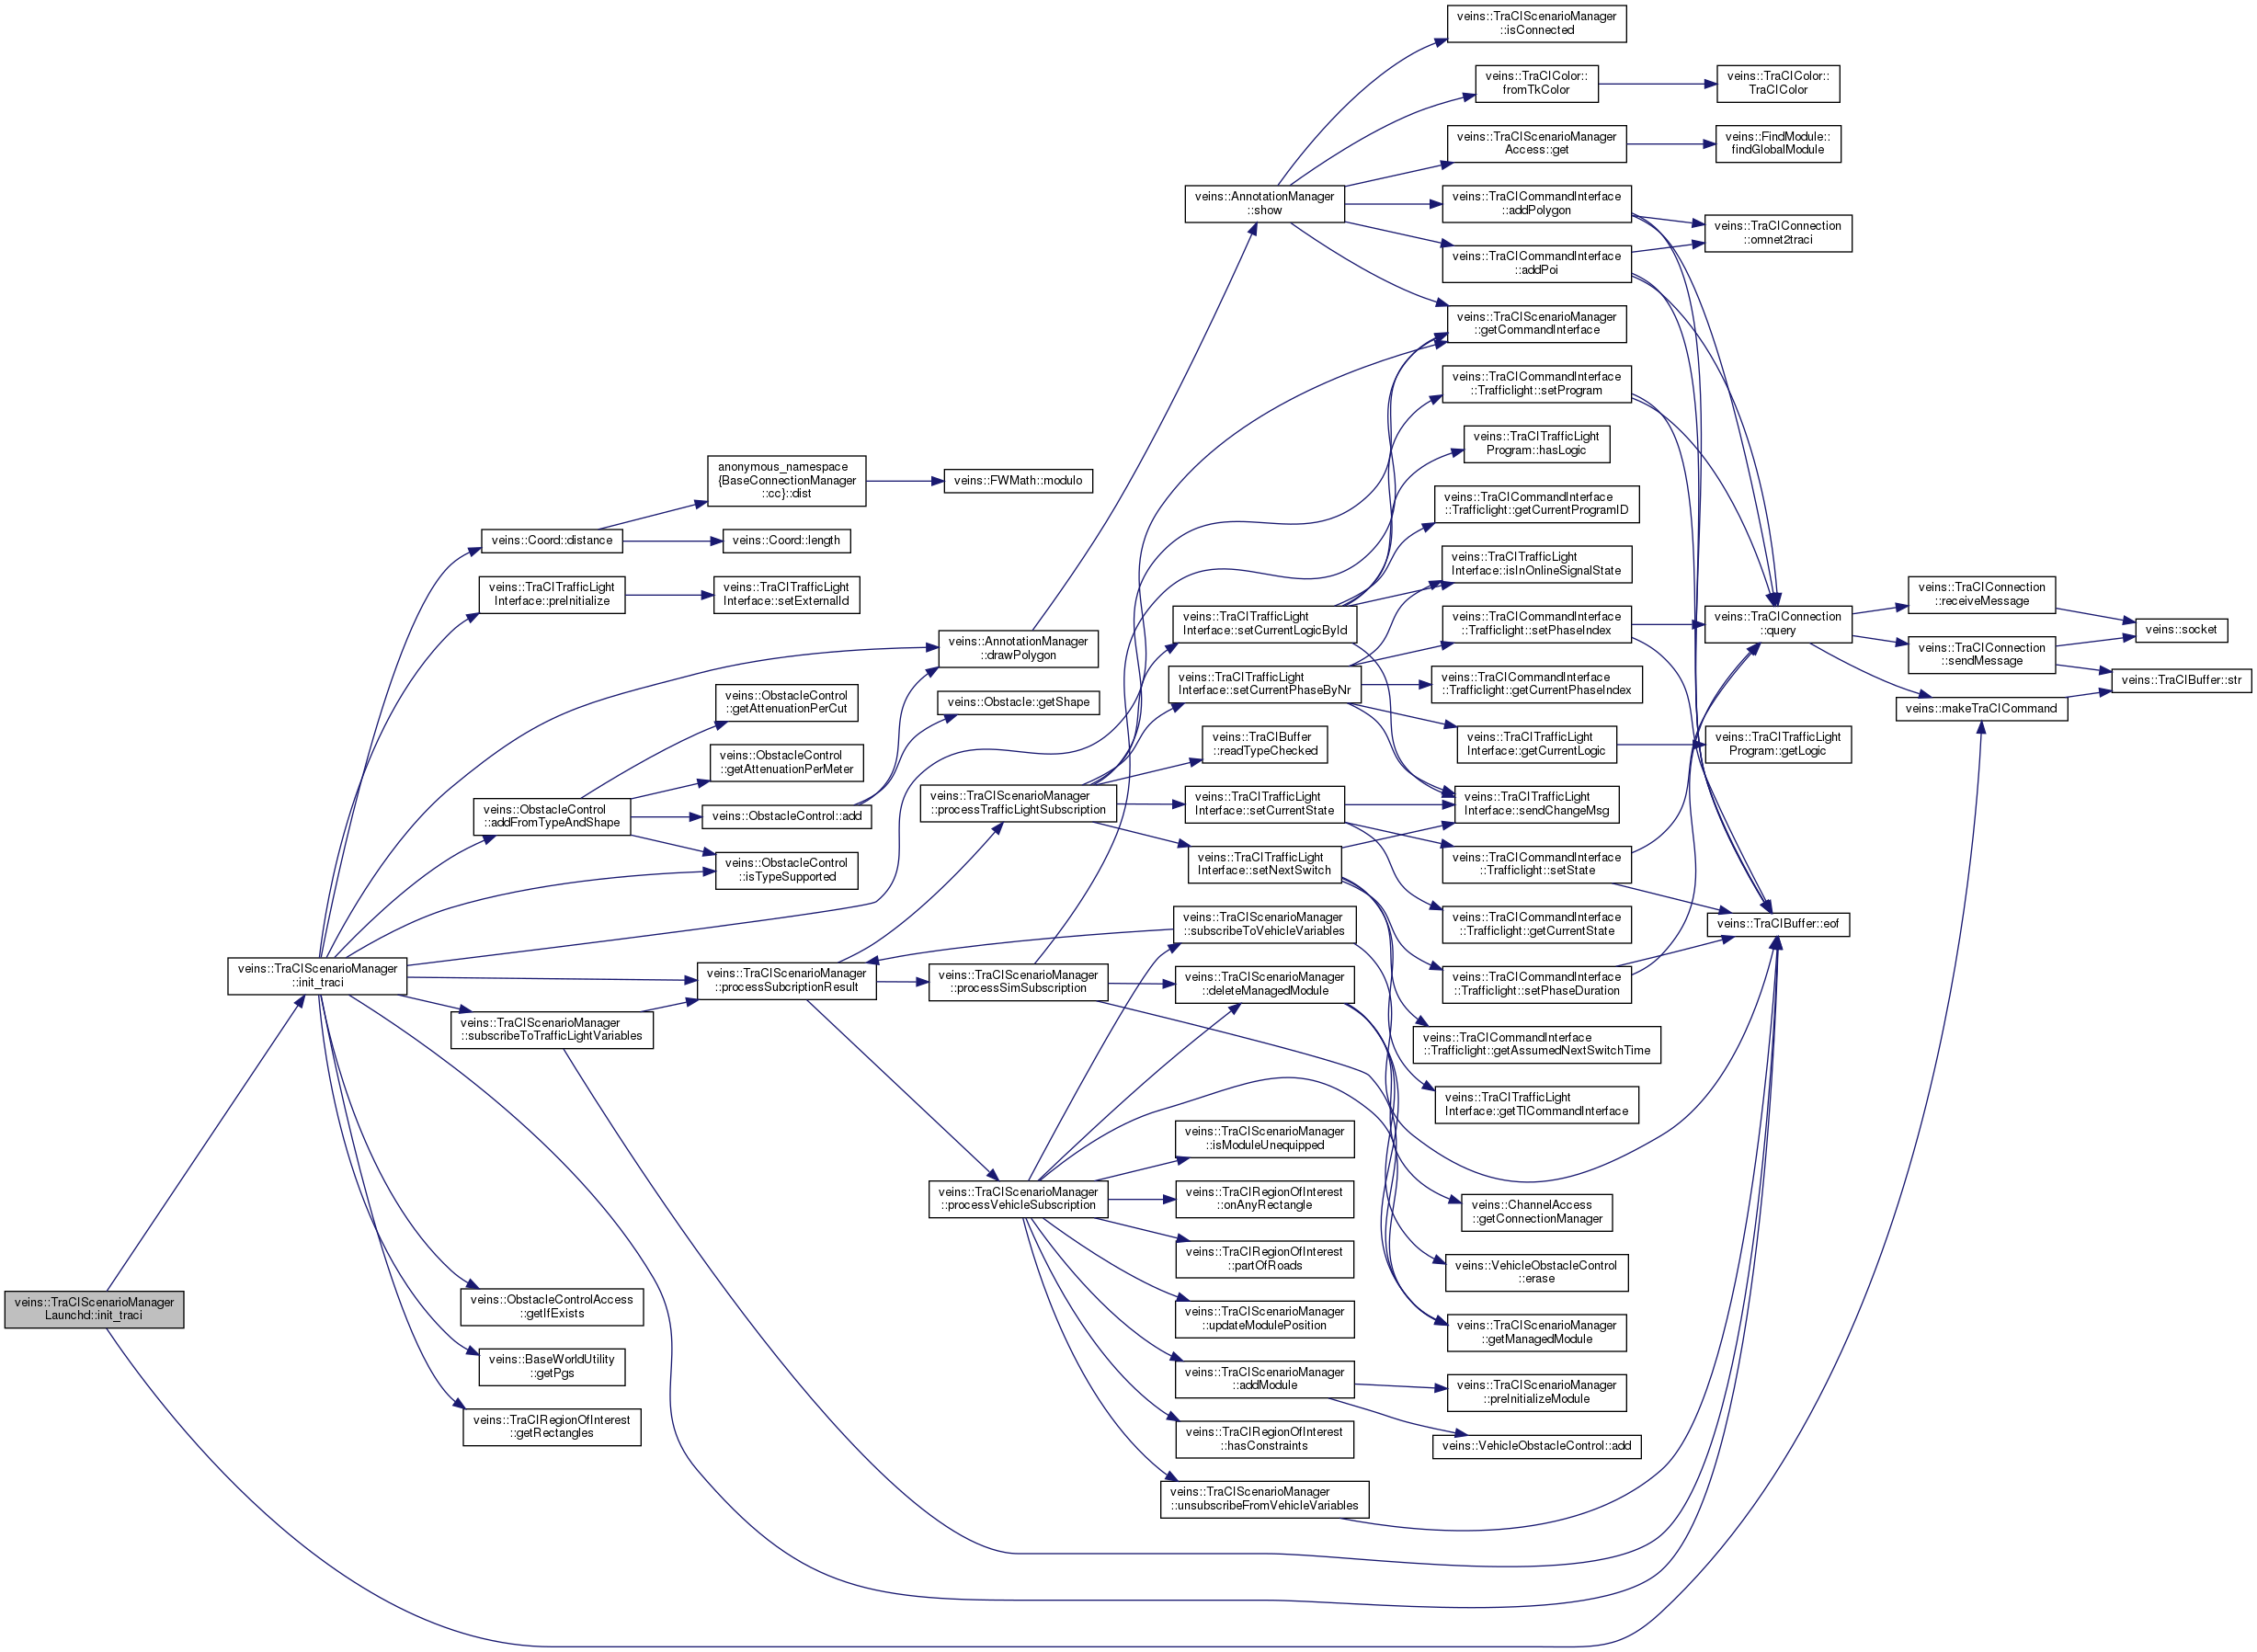 veins::TraCIScenarioManager
Launchd::init_traci
veins::TraCIScenarioManager
::init_traci
veins::Coord::distance
veins::TraCITrafficLight
Interface::preInitialize
veins::ObstacleControl
::addFromTypeAndShape
veins::TraCIScenarioManager
::subscribeToTrafficLightVariables
veins::ObstacleControlAccess
::getIfExists
veins::BaseWorldUtility
::getPgs
veins::TraCIRegionOfInterest
::getRectangles
anonymous_namespace
{BaseConnectionManager
::cc}::dist
veins::Coord::length
veins::TraCITrafficLight
Interface::setExternalId
veins::ObstacleControl
::getAttenuationPerCut
veins::ObstacleControl
::getAttenuationPerMeter
veins::ObstacleControl::add
veins::ObstacleControl
::isTypeSupported
veins::TraCIScenarioManager
::processSubcriptionResult
veins::FWMath::modulo
veins::AnnotationManager
::drawPolygon
veins::Obstacle::getShape
veins::TraCIScenarioManager
::processTrafficLightSubscription
veins::TraCIScenarioManager
::processSimSubscription
veins::TraCIScenarioManager
::processVehicleSubscription
veins::AnnotationManager
::show
veins::TraCITrafficLight
Interface::setCurrentLogicById
veins::TraCITrafficLight
Interface::setCurrentPhaseByNr
veins::TraCIBuffer
::readTypeChecked
veins::TraCITrafficLight
Interface::setCurrentState
veins::TraCITrafficLight
Interface::setNextSwitch
veins::TraCIScenarioManager
::subscribeToVehicleVariables
veins::TraCIScenarioManager
::deleteManagedModule
veins::TraCIScenarioManager
::isModuleUnequipped
veins::TraCIRegionOfInterest
::onAnyRectangle
veins::TraCIRegionOfInterest
::partOfRoads
veins::TraCIScenarioManager
::updateModulePosition
veins::TraCIScenarioManager
::addModule
veins::TraCIRegionOfInterest
::hasConstraints
veins::TraCIScenarioManager
::unsubscribeFromVehicleVariables
veins::TraCIScenarioManager
::isConnected
veins::TraCIColor::
fromTkColor
veins::TraCIScenarioManager
Access::get
veins::TraCICommandInterface
::addPolygon
veins::TraCICommandInterface
::addPoi
veins::TraCIScenarioManager
::getCommandInterface
veins::TraCICommandInterface
::Trafficlight::setProgram
veins::TraCITrafficLight
Program::hasLogic
veins::TraCICommandInterface
::Trafficlight::getCurrentProgramID
veins::TraCITrafficLight
Interface::isInOnlineSignalState
veins::TraCICommandInterface
::Trafficlight::setPhaseIndex
veins::TraCICommandInterface
::Trafficlight::getCurrentPhaseIndex
veins::TraCITrafficLight
Interface::getCurrentLogic
veins::TraCITrafficLight
Interface::sendChangeMsg
veins::TraCICommandInterface
::Trafficlight::setState
veins::TraCICommandInterface
::Trafficlight::getCurrentState
veins::TraCICommandInterface
::Trafficlight::setPhaseDuration
veins::TraCICommandInterface
::Trafficlight::getAssumedNextSwitchTime
veins::TraCITrafficLight
Interface::getTlCommandInterface
veins::ChannelAccess
::getConnectionManager
veins::VehicleObstacleControl
::erase
veins::TraCIScenarioManager
::getManagedModule
veins::TraCIScenarioManager
::preInitializeModule
veins::VehicleObstacleControl::add
veins::TraCIColor::
TraCIColor
veins::FindModule::
findGlobalModule
veins::TraCIConnection
::omnet2traci
veins::TraCIConnection
::query
veins::TraCITrafficLight
Program::getLogic
veins::TraCIBuffer::eof
veins::TraCIConnection
::receiveMessage
veins::TraCIConnection
::sendMessage
veins::makeTraCICommand
veins::socket
veins::TraCIBuffer::str